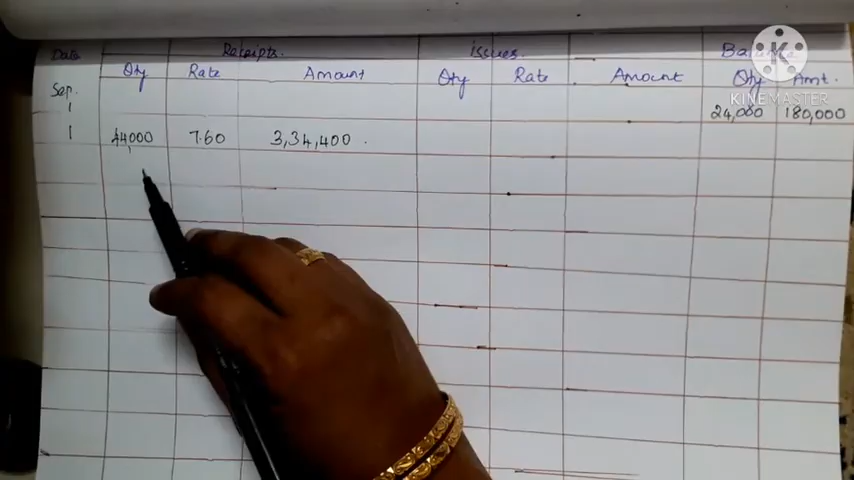 Date Receipts. Issues. Balance
Qty Rate Amount Qty Rate Amount Qty Amt.
Sep.
1 24,000 180,000
1 44000 7.60 3,34,400
K
KINEMASTER